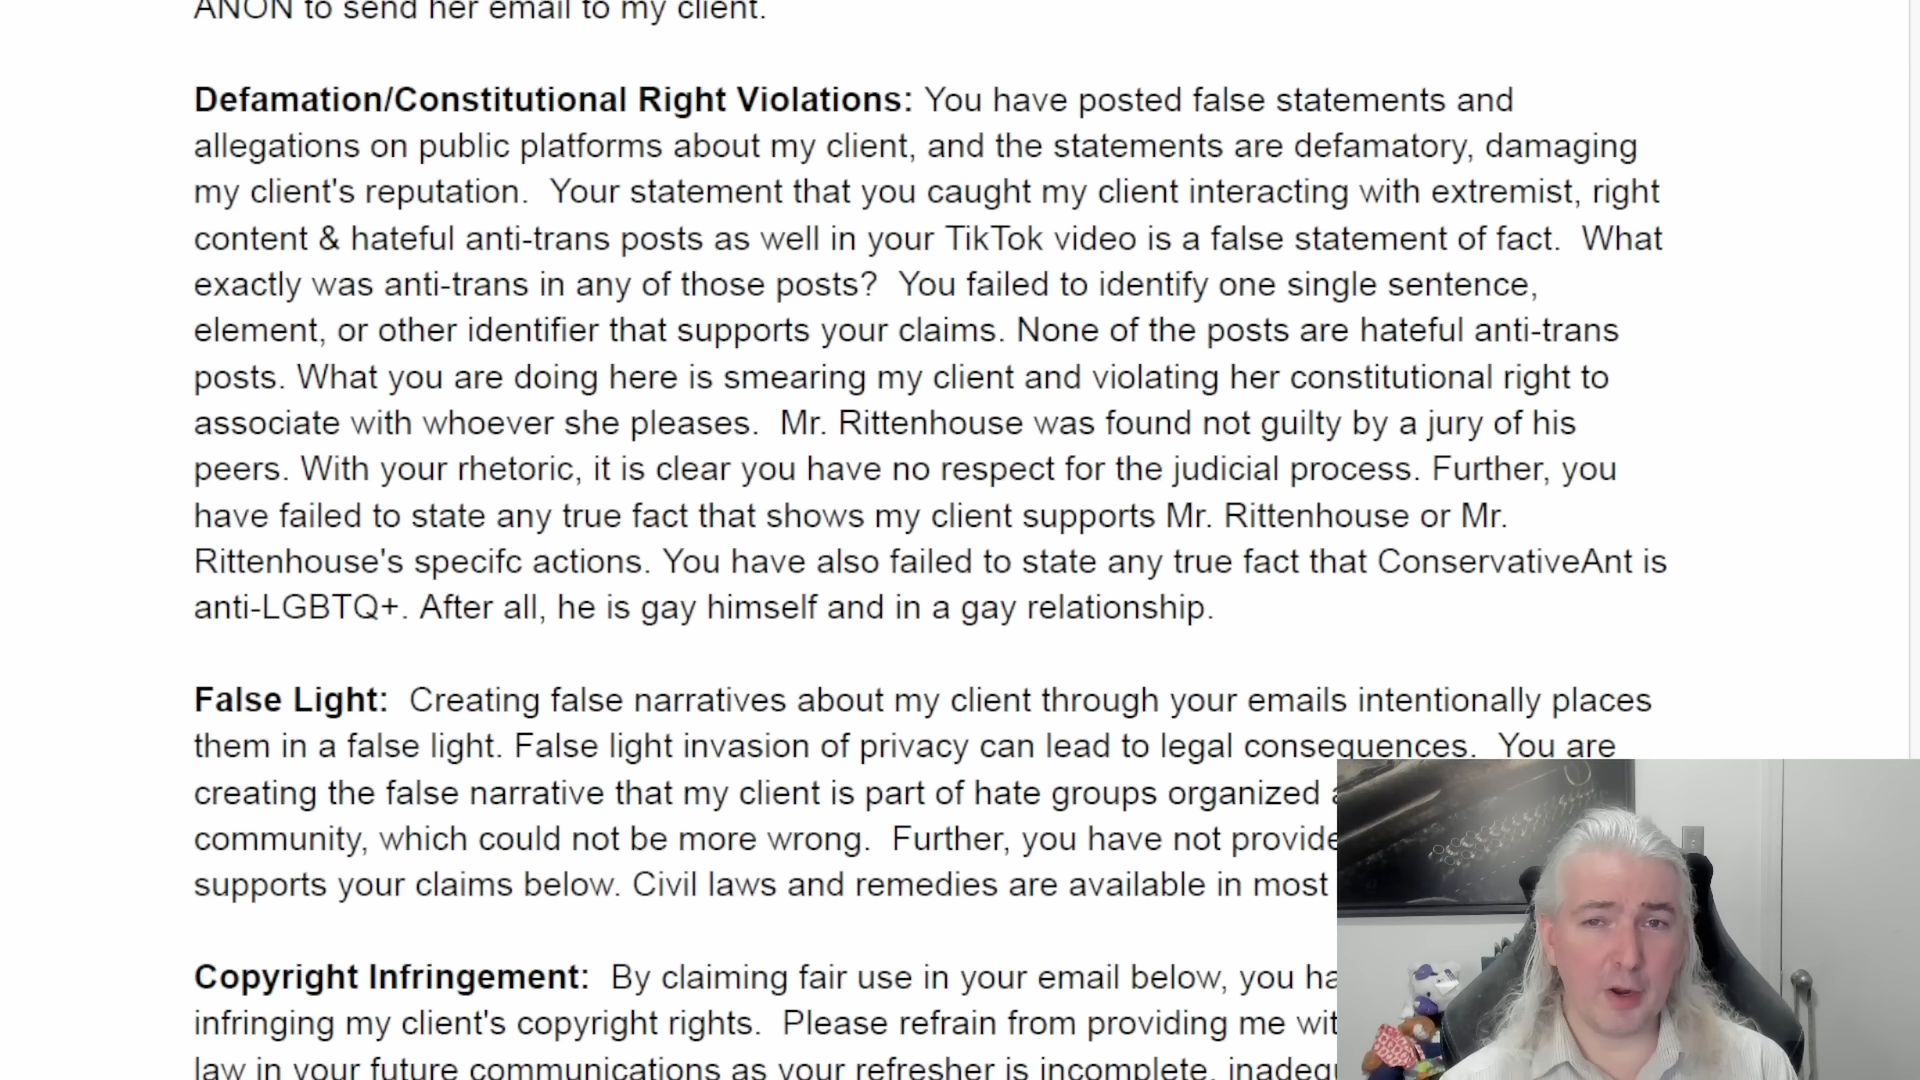 ANON to send her email to my client.
Defamation/Constitutional Right Violations: You have posted false statements and
allegations on public platforms about my client, and the statements are defamatory, damaging
my client's reputation.  Your statement that you caught my client interacting with extremist, right
content & hateful anti-trans posts as well in your TikTok video is a false statement of fact.  What
exactly was anti-trans in any of those posts?  You failed to identify one single sentence,
element, or other identifier that supports your claims. None of the posts are hateful anti-trans
posts. What you are doing here is smearing my client and violating her constitutional right to
associate with whoever she pleases.  Mr. Rittenhouse was found not guilty by a jury of his
peers. With your rhetoric, it is clear you have no respect for the judicial process. Further, you
have failed to state any true fact that shows my client supports Mr. Rittenhouse or Mr.
Rittenhouse's specifc actions. You have also failed to state any true fact that ConservativeAnt is
anti-LGBTQ+. After all, he is gay himself and in a gay relationship.
False Light:  Creating false narratives about my client through your emails intentionally places
them in a false light. False light invasion of privacy can lead to legal consequences.  You are
creating the false narrative that my client is part of hate groups organized
community, which could not be more wrong.  Further, you have not provide
supports your claims below. Civil laws and remedies are available in most
Copyright Infringement:  By claiming fair use in your email below, you ha
infringing my client's copyright rights.  Please refrain from providing me wit
law in your future communications as your refresher is incomplete, inadeq